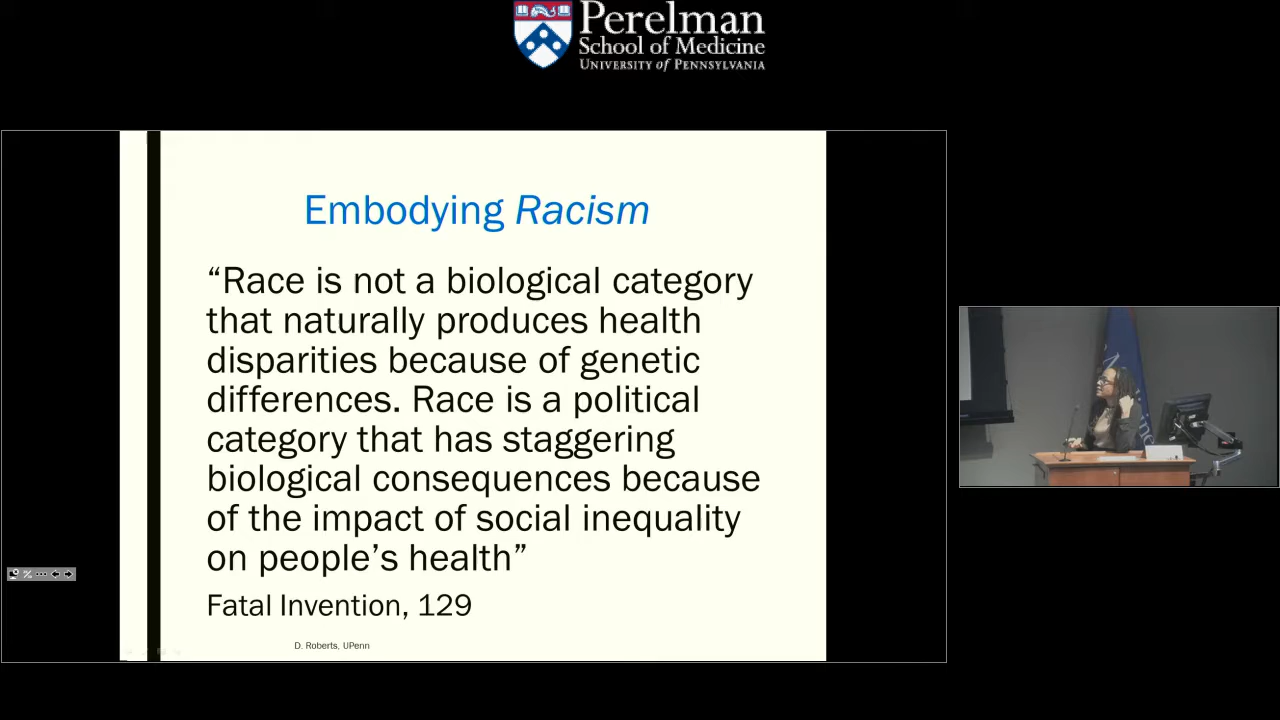 Perelman
School of Medicine
UNIVERSITY of PENNSYLVANIA
Embodying Racism
“Race is not a biological category
that naturally produces health
disparities because of genetic
differences. Race is a political
category that has staggering
biological consequences because
of the impact of social inequality
on people’s health”
Fatal Invention, 129
D. Roberts, UPenn